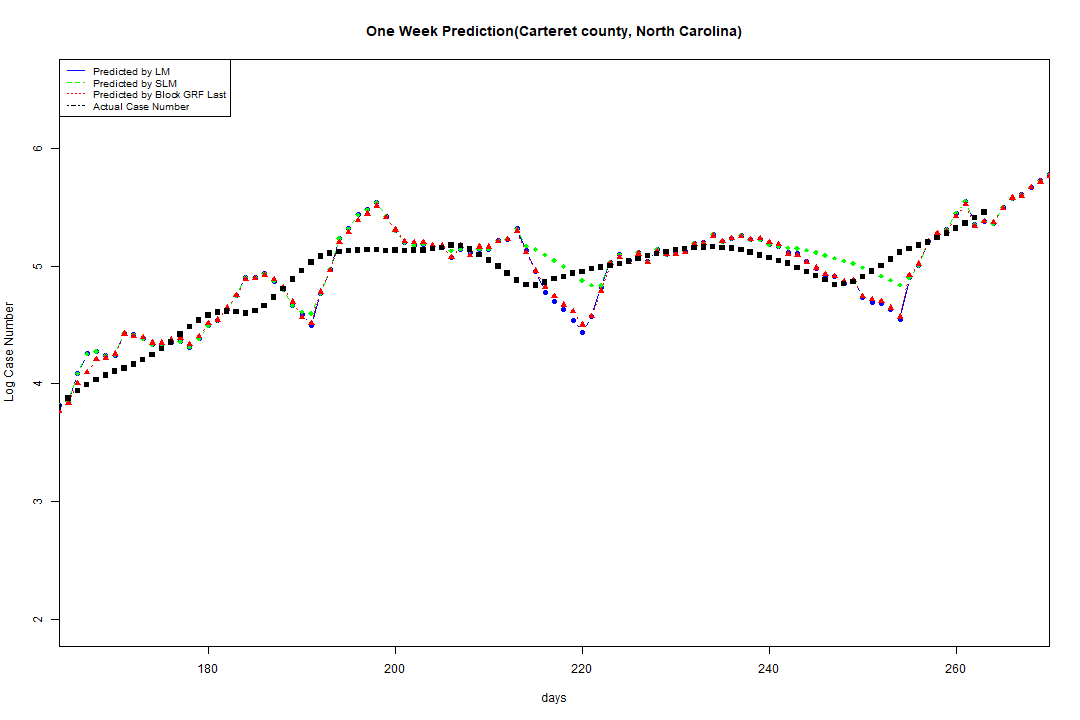 One Week Prediction(Carteret county, North Carolina)
Predicted by LM
Predicted by SLM
Predicted by Block GRF Last
Actual Case Number
6
5
4
3
2
Log Case Number
180 200 220 240 260
days